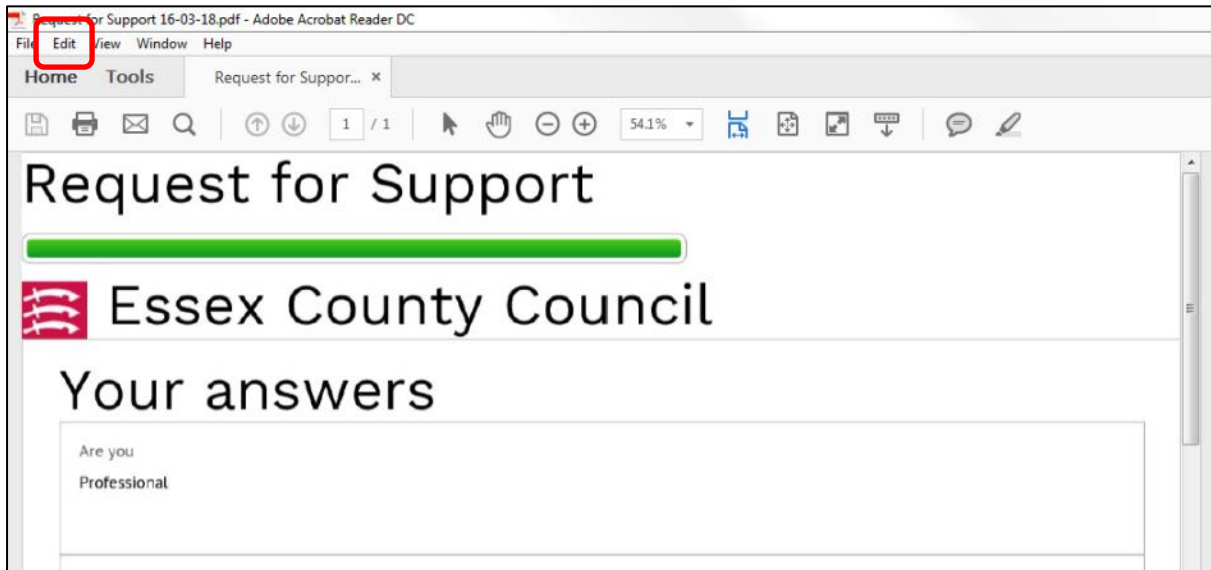 Request for Support 16-03-18.pdf - Adobe Acrobat Reader DC
File Edit View Window Help
Home Tools Request for Suppor... ×
1 / 1 54.1%
Request for Support
Essex County Council
Your answers
Are you
Professional